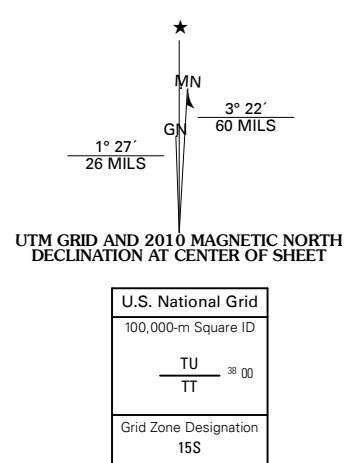 ★
MN
GN
3° 22´
60 MILS
1° 27´
26 MILS
UTM GRID AND 2010 MAGNETIC NORTH
DECLINATION AT CENTER OF SHEET
U.S. National Grid
100,000-m Square ID
TU
38 00
TT
Grid Zone Designation
15S